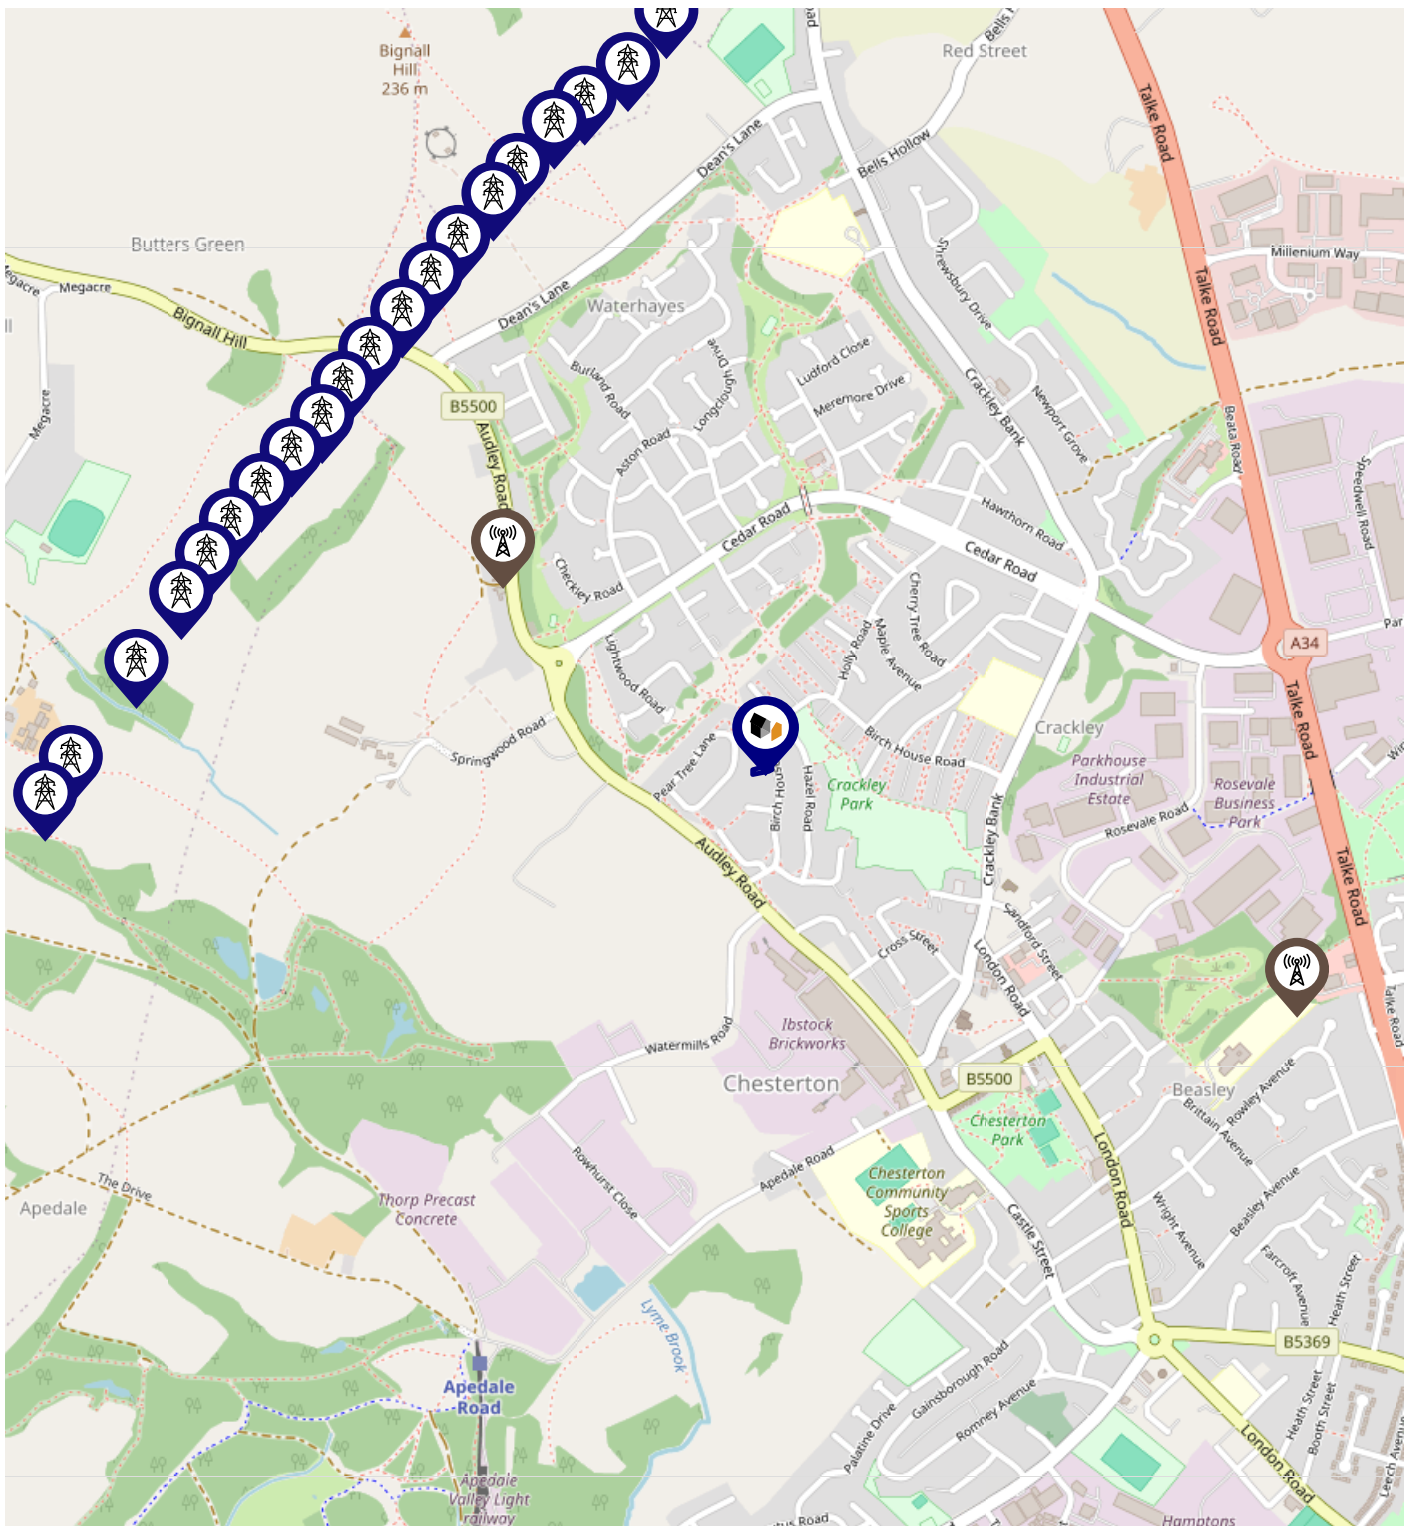 Bignall
Hill
236 m
Red Street
Bells Hollow
Talke Road
Dean's Lane
Butters Green
Millenium Way
Megacre
Megacre
Bignall Hill
Dean's Lane
Waterhayes
Shrewsbury Drive
Talke Road
Burland Road
Longclough Drive
Ludford Close
Meremore Drive
Crackley Bank
Newport Grove
Megacre
B5500
Audley Road
Aston Road
Beata Road
Speedwell Road
Cedar Road
Hawthorn Road
Cedar Road
Checkley Road
Cherry Tree Road
Maple Avenue
Holly Road
Lightwood Road
A34
Talke Road
Springwood Road
Pear Tree Lane
Birch House Road
Crackley
Hazel Road
Crackley
Park
Parkhouse
Industrial
Estate
Rosevale
Business
Park
Rosevale Road
Crackley Bank
Audley Road
Talke Road
Cross Street
Sandford Street
London Road
Talke Road
Watermills Road
Ibstock
Brickworks
Chesterton
B5500
Beasley
Rowley Avenue
Brittain Avenue
Chesterton
Park
London Road
Apedale Road
Rowhurst Close
Chesterton
Community
Sports
College
The Drive
Apedale
Thorp Precast
Concrete
Beasley Avenue
Wright Avenue
Castle Street
Farcroft Avenue
Heath Street
Lyme Brook
B5369
Apedale
Road
Gainsborough Road
Romney Avenue
Palatine Drive
Heath Street
Booth Street
London Road
Leech Avenue
Apedale
Valley Light
railway
Hamptons